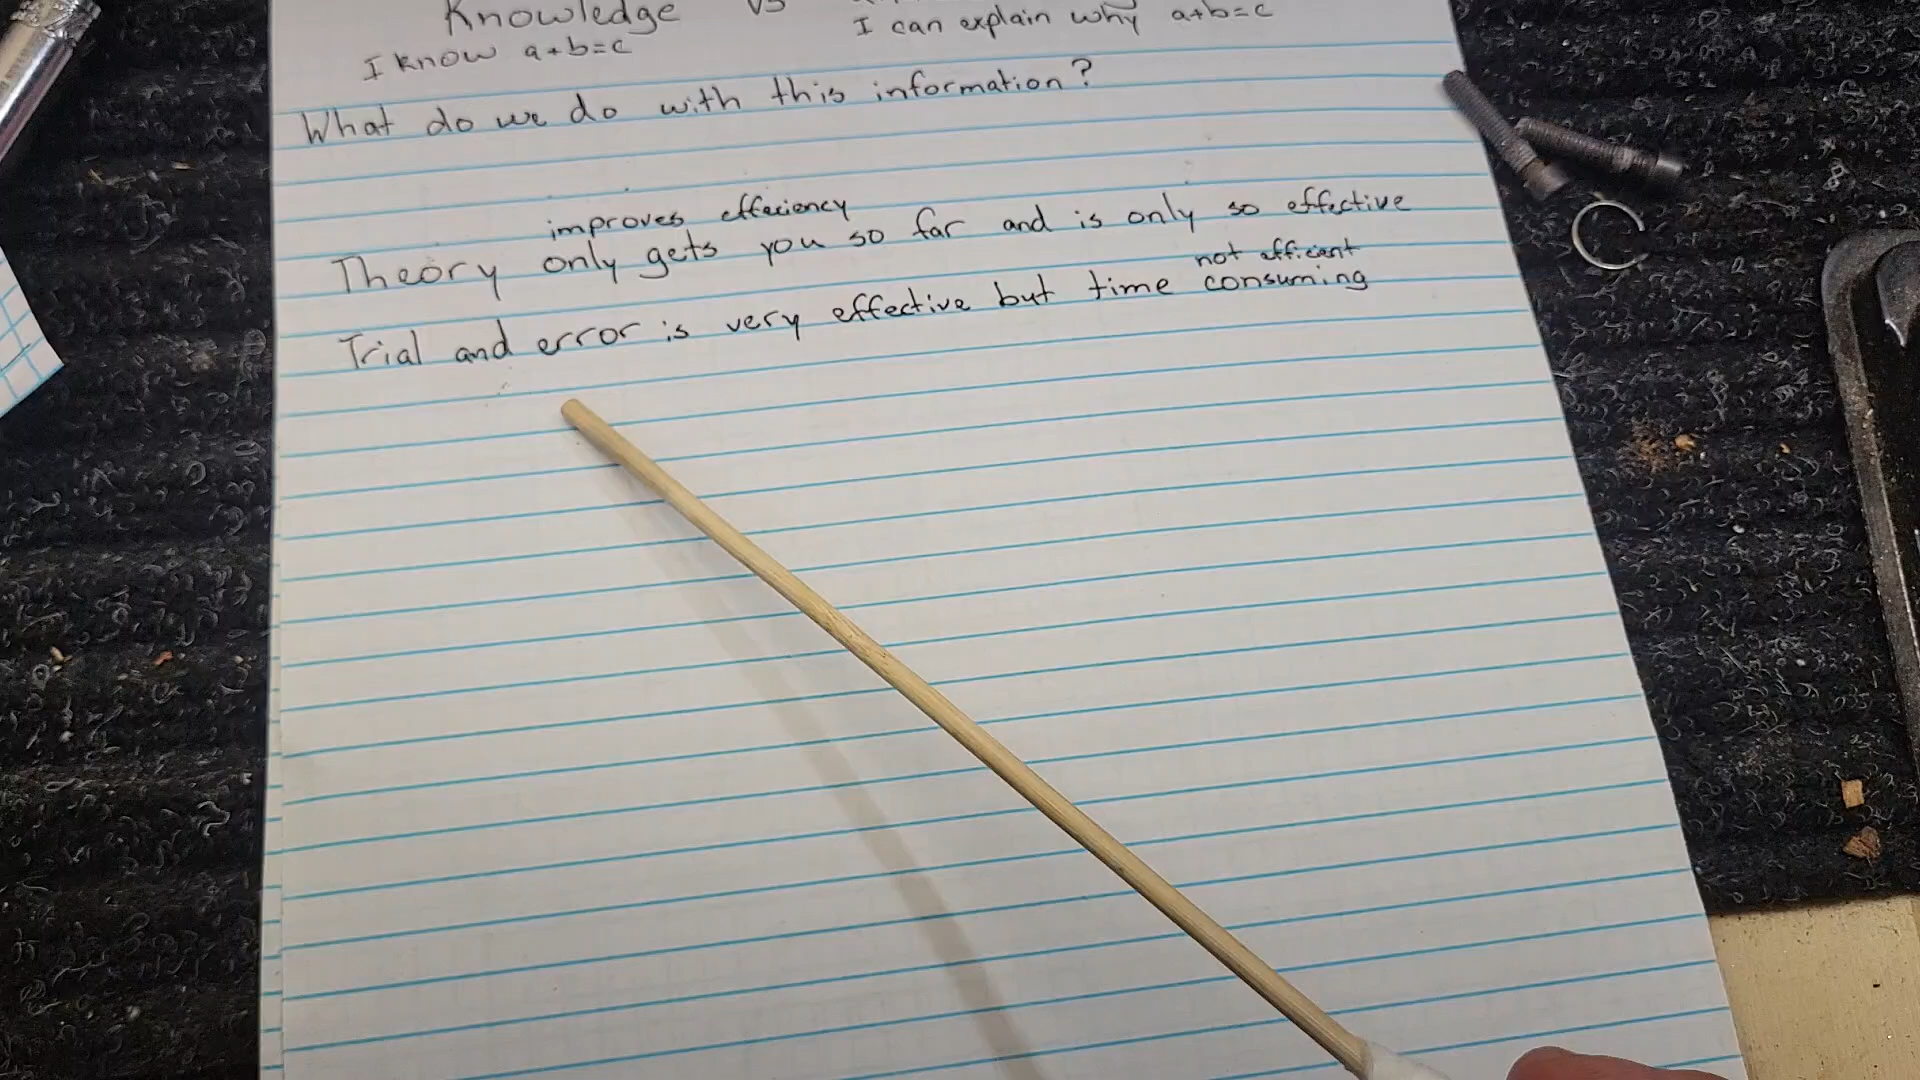 Knowledge vs
I know a+b=c I can explain why a+b=c
What do we do with this information?
improves effeciency
Theory only gets you so far and is only so effective
not efficent
Trial and error is very effective but time consuming